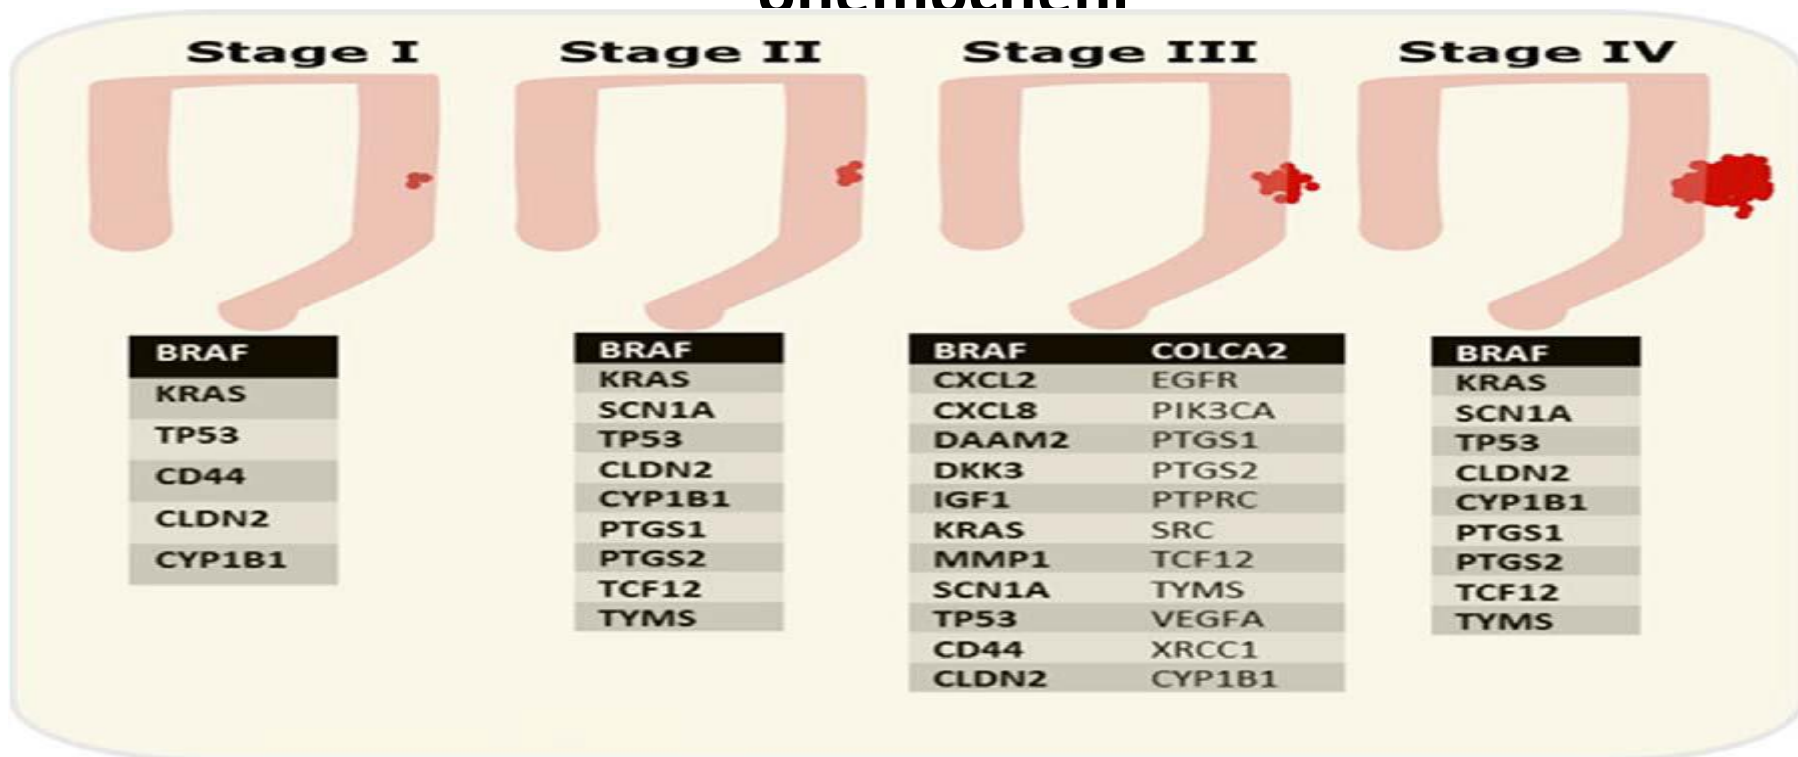 Stage I
Stage II
Stage III
Stage IV
BRAF
KRAS
TP53
CD44
CLDN2
CYP1B1
BRAF
KRAS
SCN1A
TP53
CLDN2
CYP1B1
PTGS1
PTGS2
TCF12
TYMS
BRAF COLCA2
CXCL2 EGFR
CXCL8 PIK3CA
DAAM2 PTGS1
DKK3 PTGS2
IGF1 PTPRC
KRAS SRC
MMP1 TCF12
SCN1A TYMS
TP53 VEGFA
CD44 XRCC1
CLDN2 CYP1B1
BRAF
KRAS
SCN1A
TP53
CLDN2
CYP1B1
PTGS1
PTGS2
TCF12
TYMS